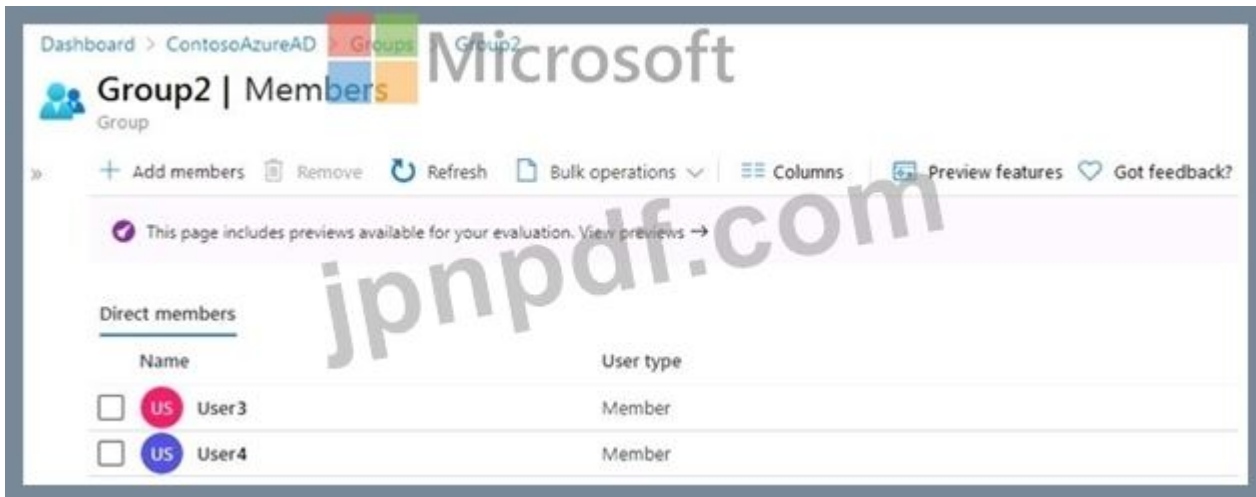 Dashboard > ContosoAzureAD > Groups > Group2
Microsoft
Group2 | Members
Group
» + Add members Remove Refresh Bulk operations Columns Preview features Got feedback?
This page includes previews available for your evaluation. View previews →
jpnpdf.com
Direct members
Name User type
US User3 Member
US User4 Member